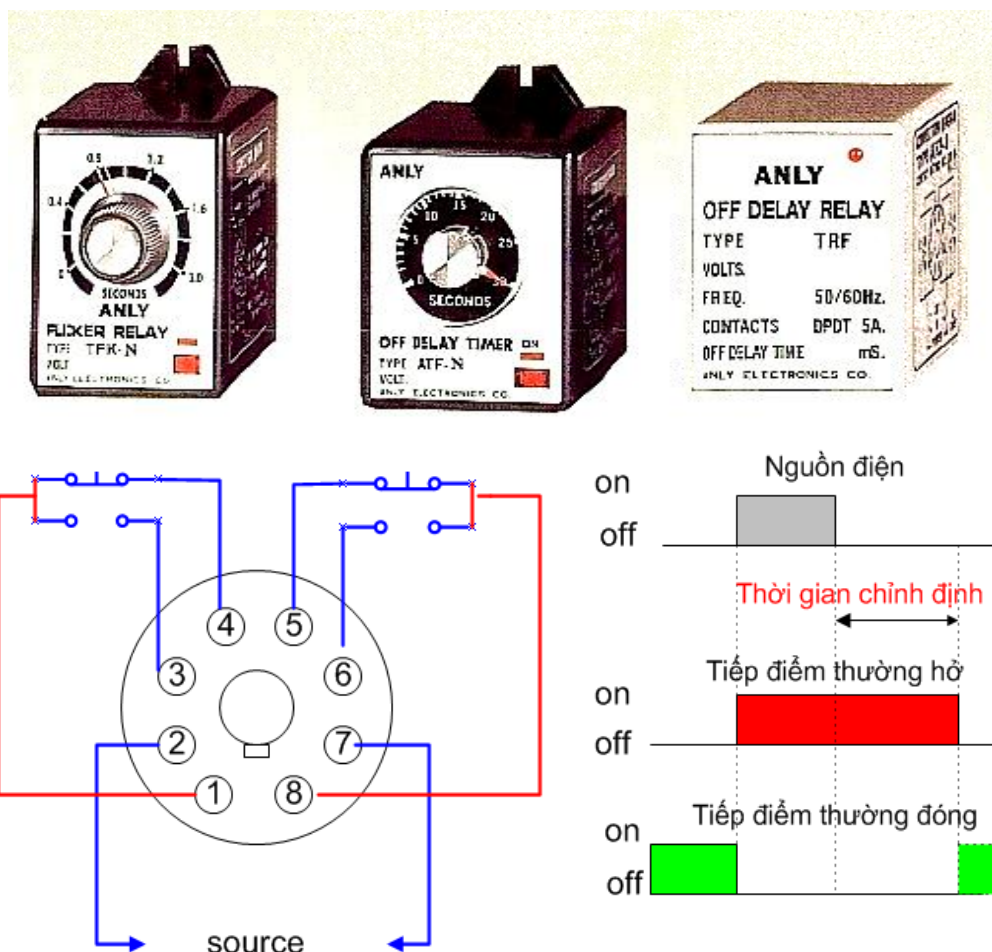 0
0.4
0.8
1.2
1.6
SECONDS
ANLY
FLICKER RELAY
TYPE TFK-N
VOLT
ANLY ELECTRONICS CO.
ANLY
0
5
10
15
20
25
30
SECONDS
OFF DELAY TIMER ON
TYPE ATF-N
VOLT.
ANLY ELECTRONICS CO.
ANLY
OFF DELAY RELAY
TYPE TRF
VOLTS.
FREQ. 50/60Hz.
CONTACTS DPDT 5A.
OFF DELAY TIME mS.
ANLY ELECTRONICS CO.
4
5
3
6
2
7
1
8
source
Nguồn điện
on
off
Thời gian chỉnh định
Tiếp điểm thường hở
on
off
Tiếp điểm thường đóng
on
off